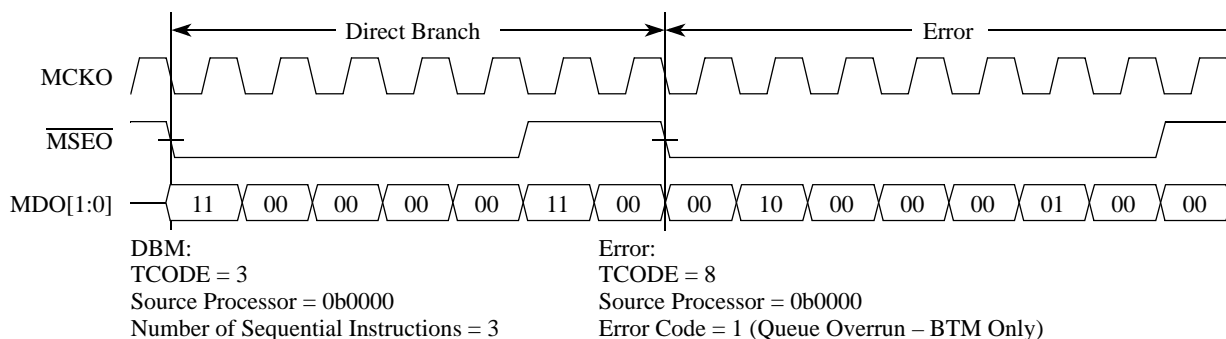 Direct Branch Error
MCKO
MSEO
MDO[1:0] 11 00 00 00 00 11 00 00 10 00 00 00 01 00 00
DBM:
TCODE = 3
Source Processor = 0b0000
Number of Sequential Instructions = 3
Error:
TCODE = 8
Source Processor = 0b0000
Error Code = 1 (Queue Overrun – BTM Only)